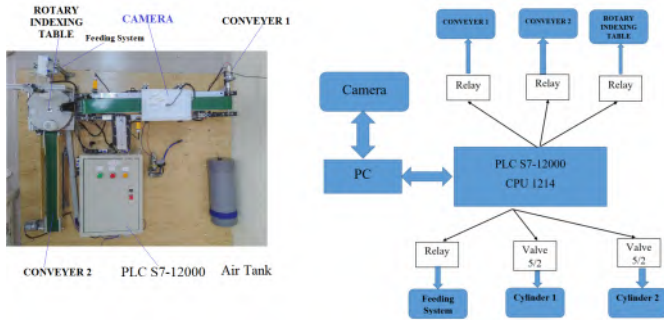 ROTARY
INDEXING
TABLE
CAMERA
CONVEYER 1
Feeding System
CONVEYER 2
PLC S7-12000
Air Tank
CONVEYER 1
CONVEYER 2
ROTARY INDEXING
TABLE
Relay
Relay
Relay
Camera
PC
PLC S7-12000
CPU 1214
Relay
Valve
5/2
Valve
5/2
Feeding
System
Cylinder 1
Cylinder 2